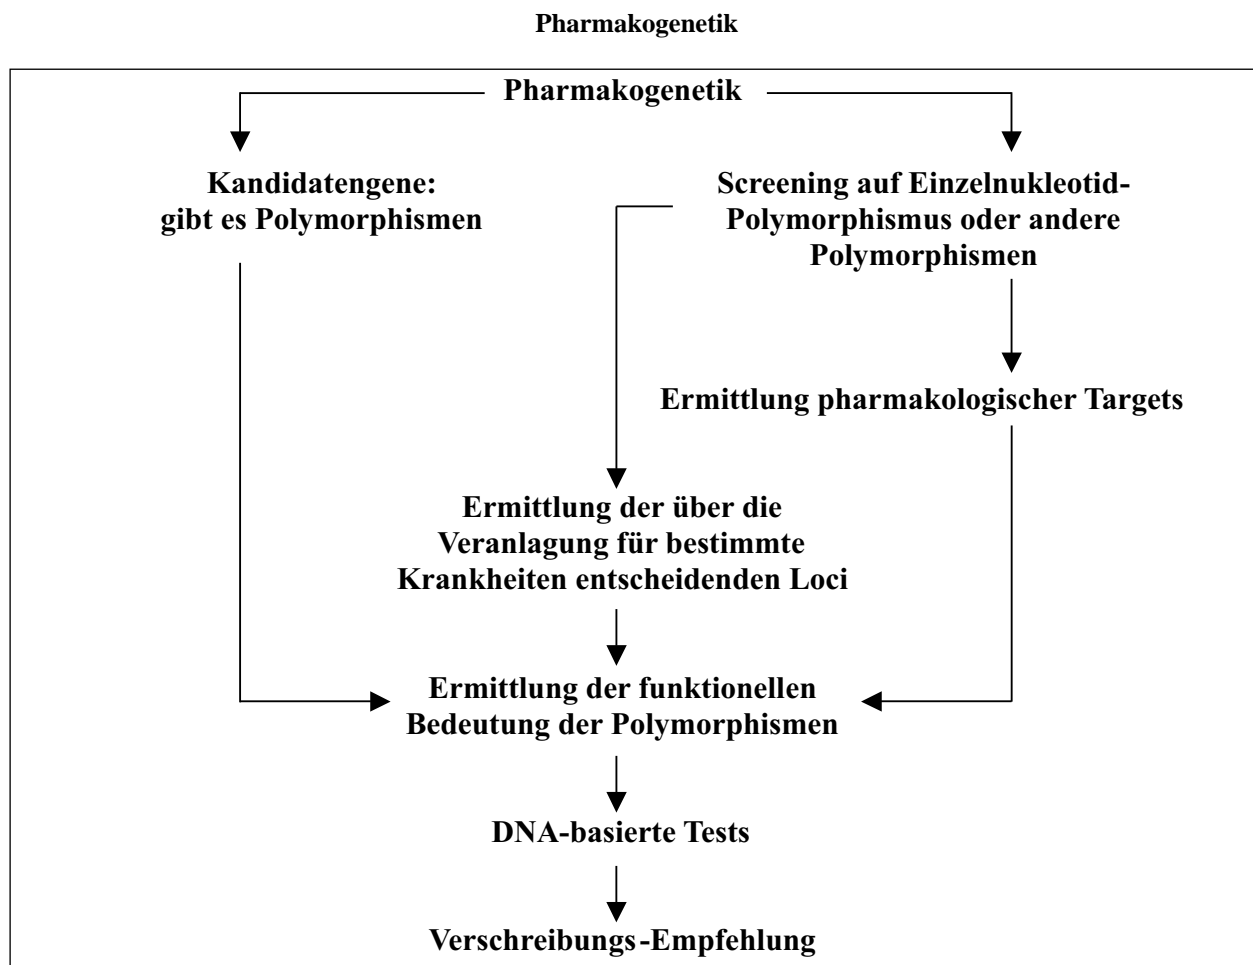 Pharmakogenetik
Pharmakogenetik
Kandidatengene:
gibt es Polymorphismen
Screening auf Einzelnukleotid-
Polymorphismus oder andere
Polymorphismen
Ermittlung pharmakologischer Targets
Ermittlung der über die
Veranlagung für bestimmte
Krankheiten entscheidenden Loci
Ermittlung der funktionellen
Bedeutung der Polymorphismen
DNA-basierte Tests
Verschreibungs-Empfehlung